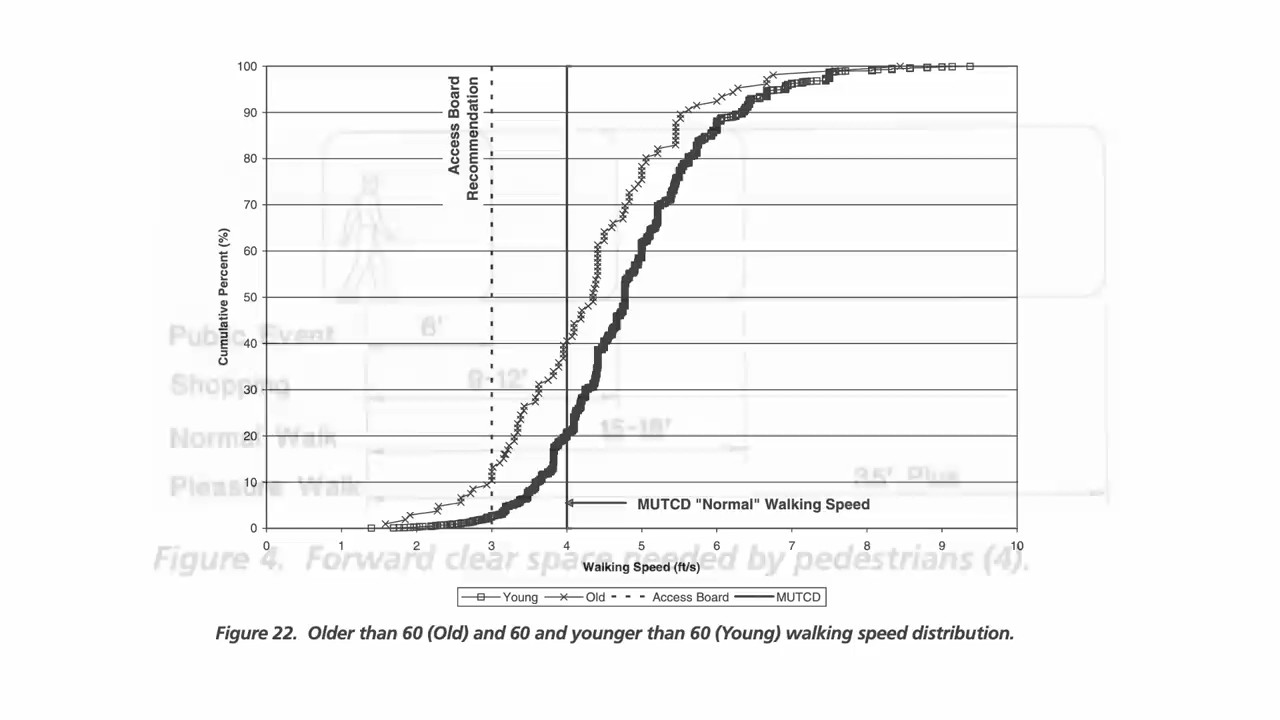 100
90
80
70
60
50
40
30
20
10
0
Cumulative Percent (%)
Access Board
Recommendation
Public Event
6'
Shopping
9-12'
Normal Walk
15-18'
Pleasure Walk
35' Plus
MUTCD "Normal" Walking Speed
0 1 2 3 4 5 6 7 8 9 10
Figure 4. Forward clear space needed by pedestrians (4).
Walking Speed (ft/s)
Young Old Access Board MUTCD
Figure 22. Older than 60 (Old) and 60 and younger than 60 (Young) walking speed distribution.